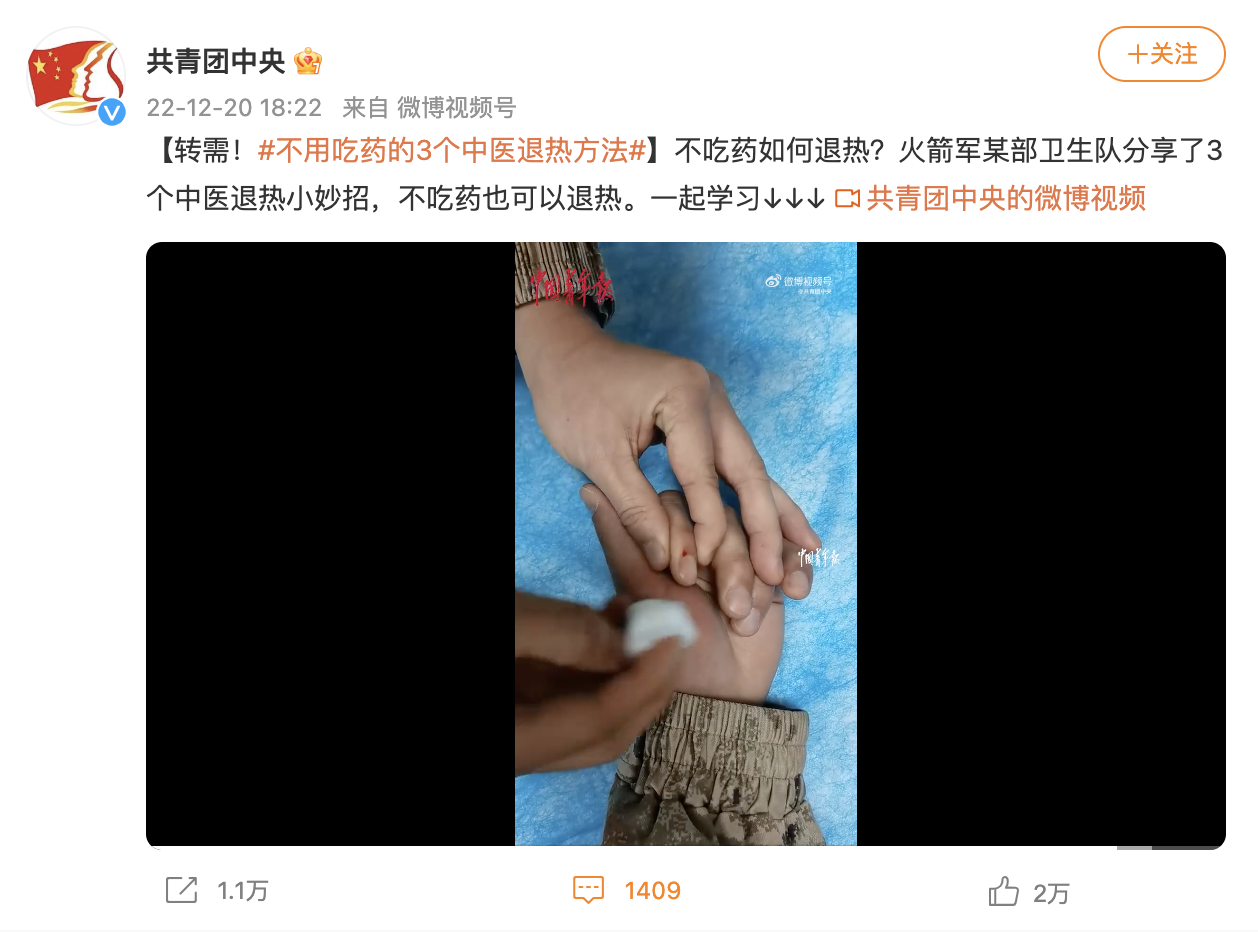 共青团中央
+关注
22-12-20 18:22 来自 微博视频号
【转需！#不用吃药的3个中医退热方法#】不吃药如何退热？火箭军某部卫生队分享了3
个中医退热小妙招，不吃药也可以退热。一起学习↓↓↓ 共青团中央的微博视频
中国青年报
微博视频号
@共青团中央
中国青年报
1.1万
1409
2万